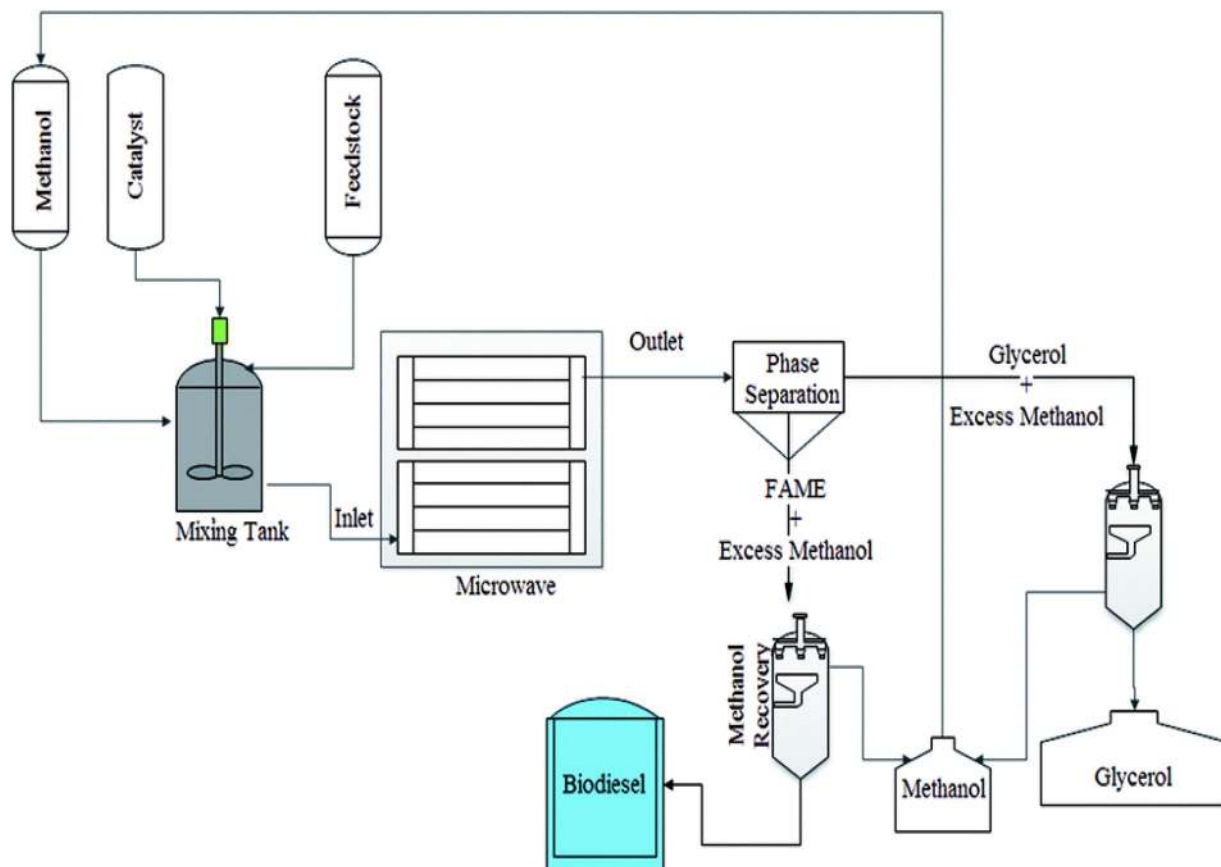 Methanol
Catalyst
Feedstock
Mixing Tank
Inlet
Microwave
Outlet
Phase
Separation
Glycerol
+
Excess Methanol
FAME
+
Excess Methanol
Methanol
Recovery
Biodiesel
Methanol
Glycerol